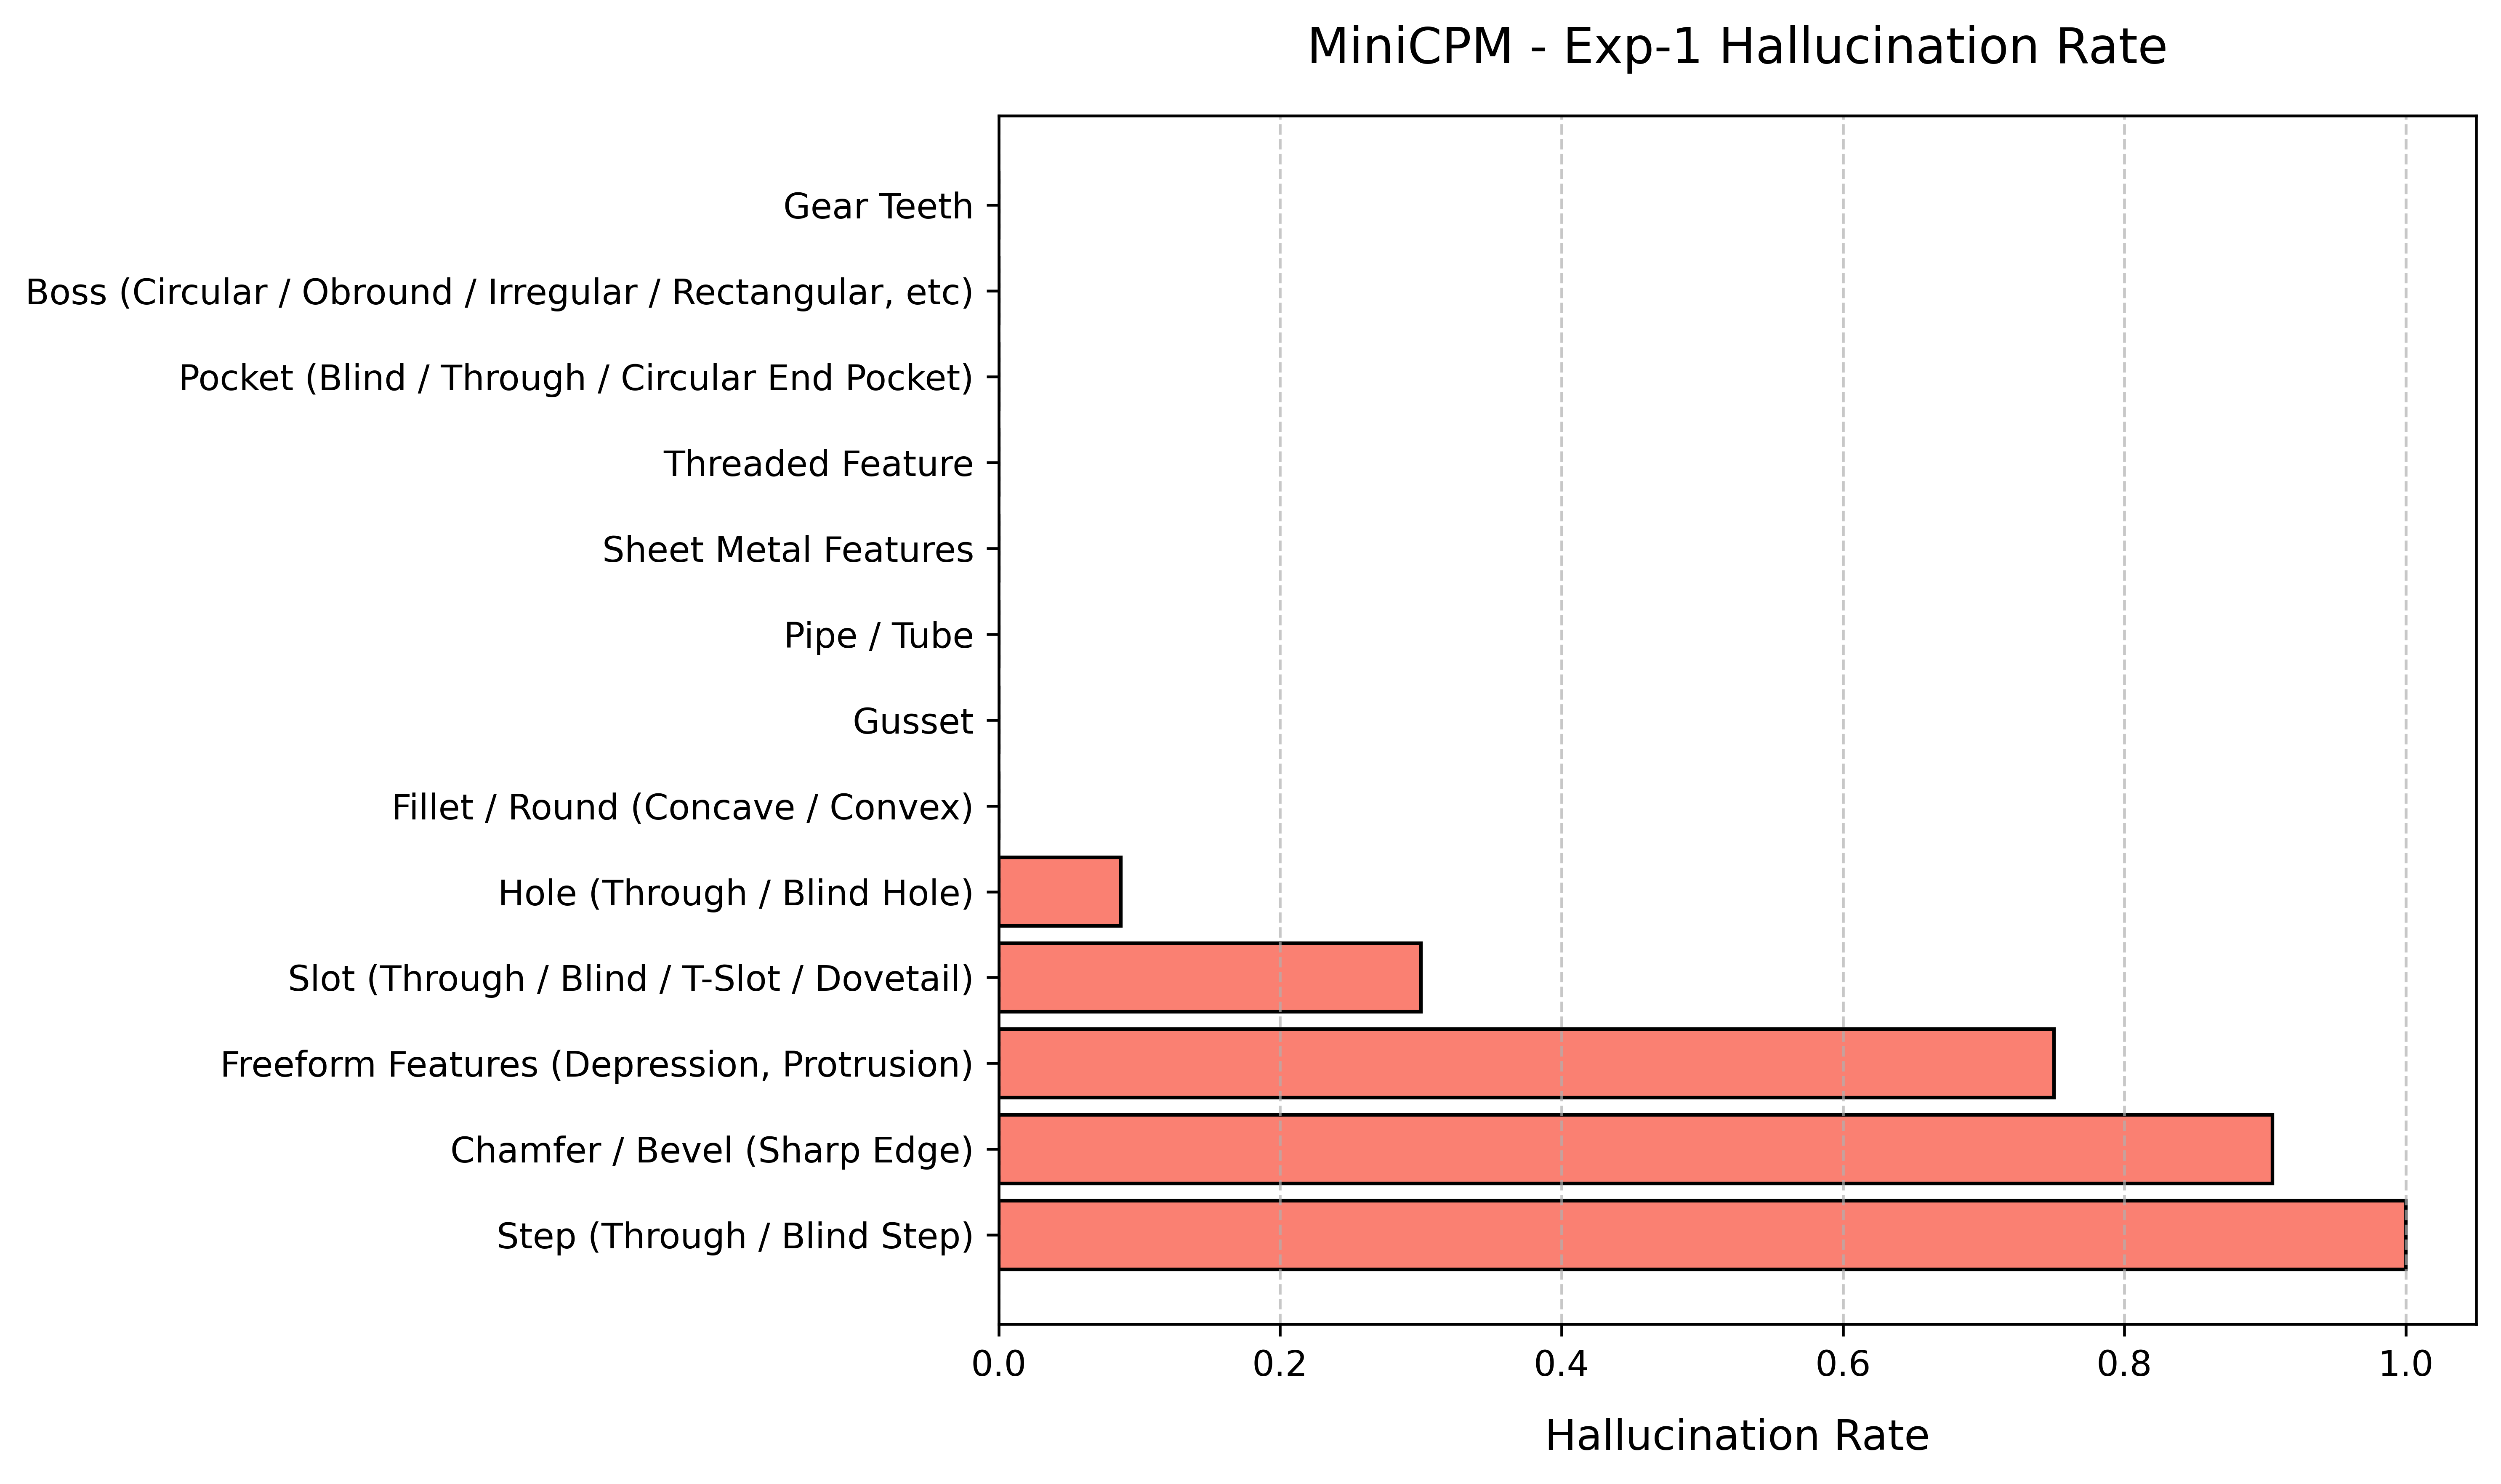 MiniCPM - Exp-1 Hallucination Rate
Gear Teeth
Boss (Circular / Obround / Irregular / Rectangular, etc)
Pocket (Blind / Through / Circular End Pocket)
Threaded Feature
Sheet Metal Features
Pipe / Tube
Gusset
Fillet / Round (Concave / Convex)
Hole (Through / Blind Hole)
Slot (Through / Blind / T-Slot / Dovetail)
Freeform Features (Depression, Protrusion)
Chamfer / Bevel (Sharp Edge)
Step (Through / Blind Step)
0.0 0.2 0.4 0.6 0.8 1.0
Hallucination Rate